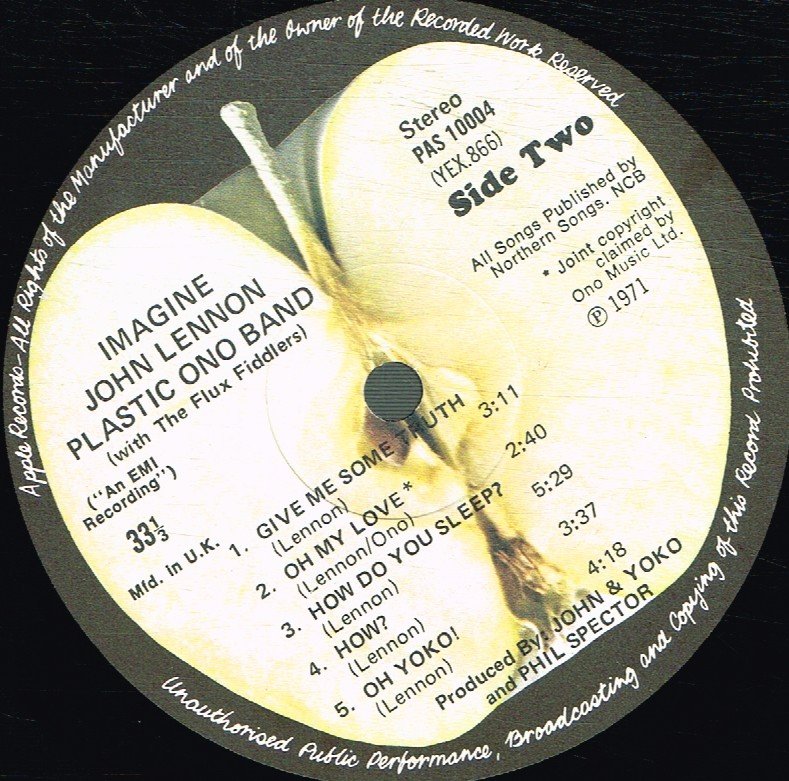 Apple Records-All Rights of the Manufacturer and of the Owner of the Recorded Work Reserved
Stereo
PAS 10004
(YEX.866)
Side Two
All Songs Published by
Northern Songs. NCB
* Joint copyright
claimed by
Ono Music Ltd.
Ⓟ 1971
IMAGINE
JOHN LENNON
PLASTIC ONO BAND
(with The Flux Fiddlers)
("An EMI
Recording")
33⅓
Mfd. in U.K.
1. GIVE ME SOME TRUTH 3:11
(Lennon)
2. OH MY LOVE* 2:40
(Lennon/Ono)
3. HOW DO YOU SLEEP? 5:29
(Lennon)
4. HOW? 3:37
(Lennon)
5. OH YOKO! 4:18
(Lennon)
Produced By: JOHN & YOKO
and PHIL SPECTOR
Unauthorised Public Performance, Broadcasting and Copying of this Record Prohibited